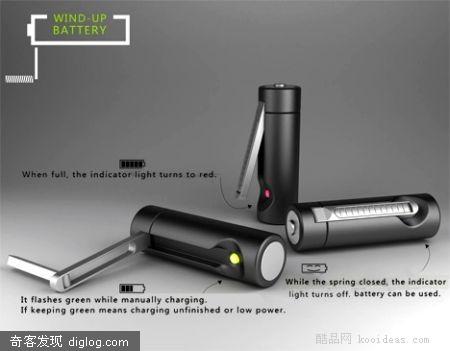 WIND-UP
BATTERY
When full, the indicator light turns to red.
It flashes green while manually charging.
If keeping green means charging unfinished or low power.
While the spring closed, the indicator
light turns off. battery can be used.
奇客发现 diglog.com
酷品网 kooideas.com